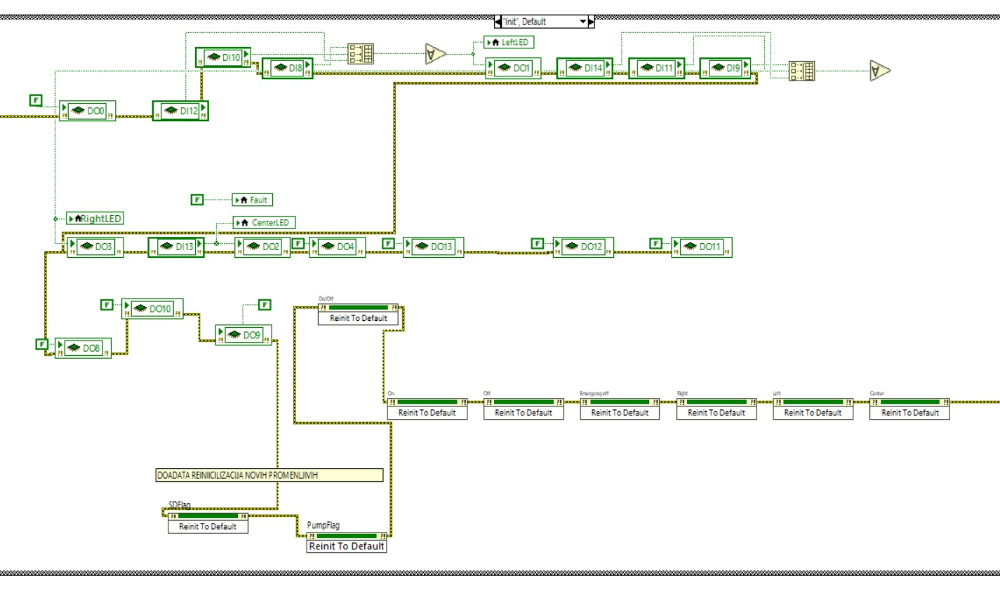 "Init", Default
LeftLED
DI10
DI8
DO1
DI14
DI11
DI9
F
DO0
DI12
F
Fault
RightLED
CenterLED
DO3
DI13
DO2
F
DO4
F
DO13
F
DO12
F
DO11
F
DO10
F
DO9
F
DO8
On/Off
Reinit To Default
On
Reinit To Default
Off
Reinit To Default
Emergencyoff
Reinit To Default
Right
Reinit To Default
Left
Reinit To Default
Center
Reinit To Default
DOADATA REINIICILIZACIJA NOVIH PROMENLJIVIH
SDFlag
Reinit To Default
PumpFlag
Reinit To Default